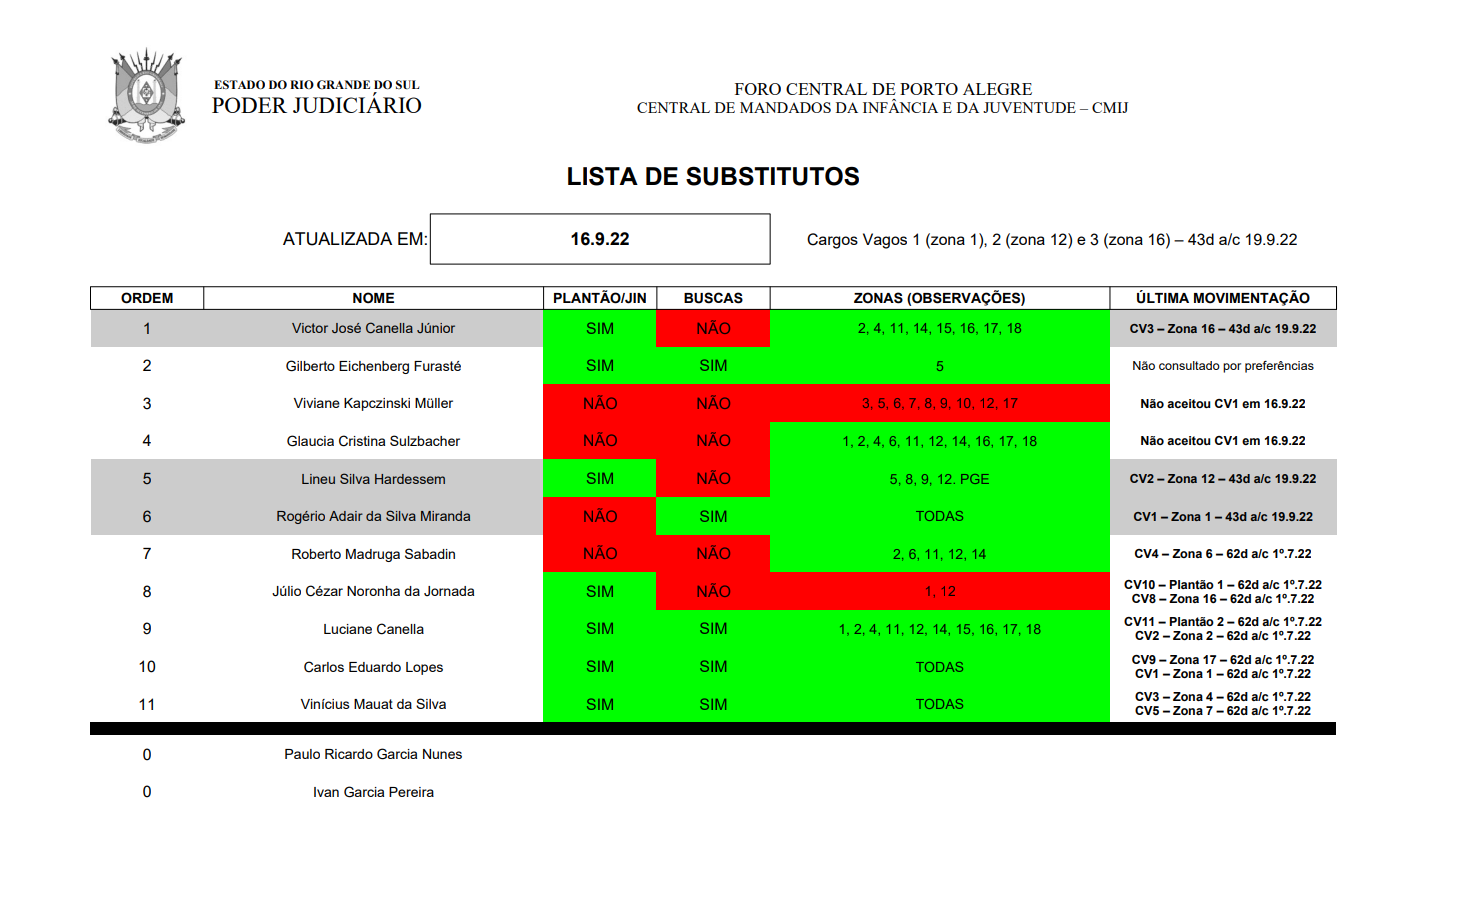 ESTADO DO RIO GRANDE DO SUL
PODER JUDICIÁRIO
FORO CENTRAL DE PORTO ALEGRE
CENTRAL DE MANDADOS DA INFÂNCIA E DA JUVENTUDE – CMIJ
LISTA DE SUBSTITUTOS
ATUALIZADA EM: 16.9.22 Cargos Vagos 1 (zona 1), 2 (zona 12) e 3 (zona 16) – 43d a/c 19.9.22
ORDEM NOME PLANTÃO/JIN BUSCAS ZONAS (OBSERVAÇÕES) ÚLTIMA MOVIMENTAÇÃO
1 Victor José Canella Júnior SIM NÃO 2, 4, 11, 14, 15, 16, 17, 18 CV3 – Zona 16 – 43d a/c 19.9.22
2 Gilberto Eichenberg Furasté SIM SIM 5 Não consultado por preferências
3 Viviane Kapczinski Müller NÃO NÃO 3, 5, 6, 7, 8, 9, 10, 12, 17 Não aceitou CV1 em 16.9.22
4 Glaucia Cristina Sulzbacher NÃO NÃO 1, 2, 4, 6, 11, 12, 14, 16, 17, 18 Não aceitou CV1 em 16.9.22
5 Lineu Silva Hardessem SIM NÃO 5, 8, 9, 12. PGE CV2 – Zona 12 – 43d a/c 19.9.22
6 Rogério Adair da Silva Miranda NÃO SIM TODAS CV1 – Zona 1 – 43d a/c 19.9.22
7 Roberto Madruga Sabadin NÃO NÃO 2, 6, 11, 12, 14 CV4 – Zona 6 – 62d a/c 1º.7.22
8 Júlio Cézar Noronha da Jornada SIM NÃO 1, 12 CV10 – Plantão 1 – 62d a/c 1º.7.22
CV8 – Zona 16 – 62d a/c 1º.7.22
9 Luciane Canella SIM SIM 1, 2, 4, 11, 12, 14, 15, 16, 17, 18 CV11 – Plantão 2 – 62d a/c 1º.7.22
CV2 – Zona 2 – 62d a/c 1º.7.22
10 Carlos Eduardo Lopes SIM SIM TODAS CV9 – Zona 17 – 62d a/c 1º.7.22
CV1 – Zona 1 – 62d a/c 1º.7.22
11 Vinícius Mauat da Silva SIM SIM TODAS CV3 – Zona 4 – 62d a/c 1º.7.22
CV5 – Zona 7 – 62d a/c 1º.7.22
0 Paulo Ricardo Garcia Nunes
0 Ivan Garcia Pereira